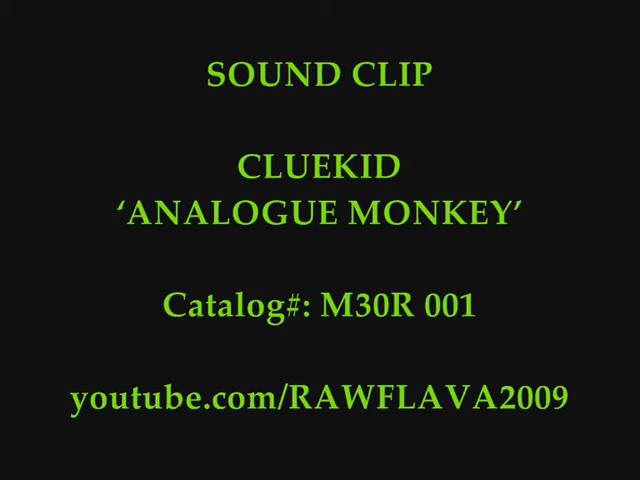 SOUND CLIP
CLUEKID
‘ANALOGUE MONKEY’
Catalog#: M30R 001
youtube.com/RAWFLAVA2009